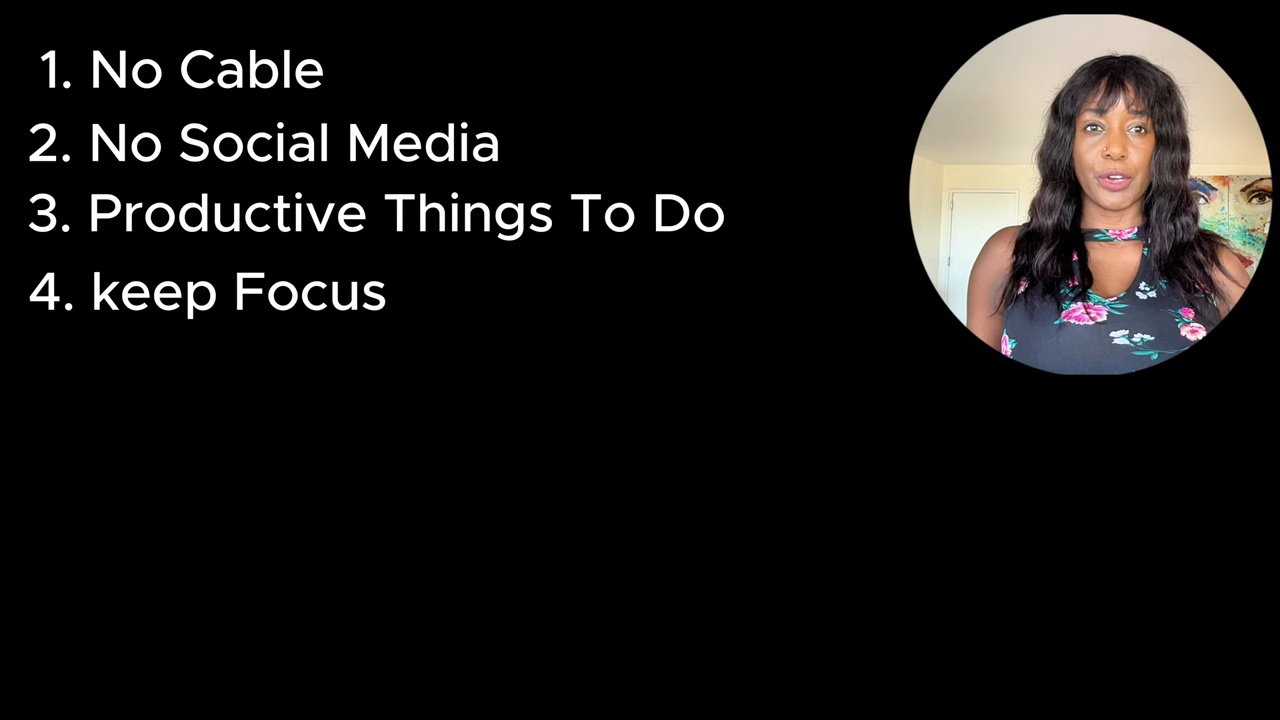 1. No Cable
2. No Social Media
3. Productive Things To Do
4. keep Focus